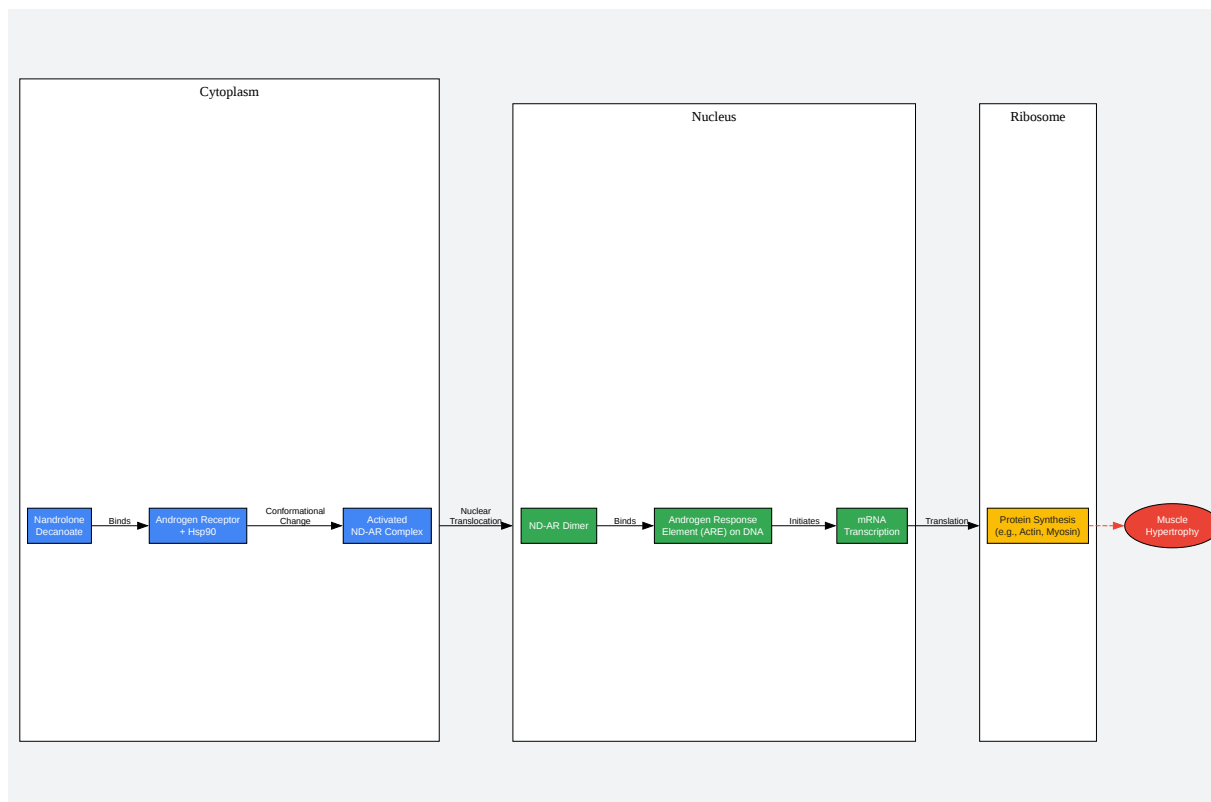 Cytoplasm
Nucleus
Ribosome
Nandrolone
Decanoate
Binds
Androgen Receptor
+ Hsp90
Conformational
Change
Activated
ND-AR Complex
Nuclear
Translocation
ND-AR Dimer
Binds
Androgen Response
Element (ARE) on DNA
Initiates
mRNA
Transcription
Translation
Protein Synthesis
(e.g., Actin, Myosin)
Muscle
Hypertrophy